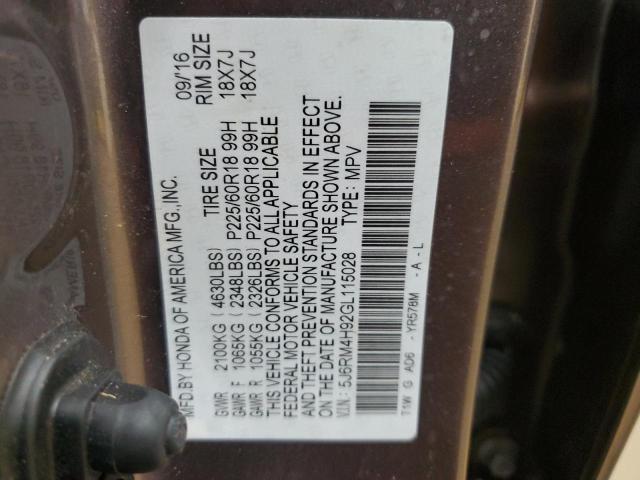 MFD.BY HONDA OF AMERICA MFG.,INC. 09/'16
TIRE SIZE RIM SIZE
GVWR 2100KG (4630LBS)
GAWR F 1065KG (2348LBS) P225/60R18 99H 18X7J
GAWR R 1055KG (2326LBS) P225/60R18 99H 18X7J
THIS VEHICLE CONFORMS TO ALL APPLICABLE
FEDERAL MOTOR VEHICLE SAFETY
AND THEFT PREVENTION STANDARDS IN EFFECT
ON THE DATE OF MANUFACTURE SHOWN ABOVE.
V.I.N.: 5J6RM4H92GL115028 TYPE: MPV
T1W G AD6 - YR578M - A - L